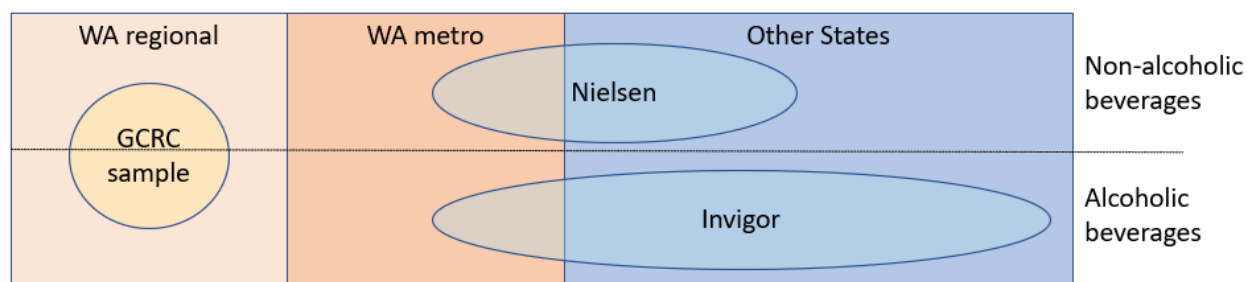 WA regional
WA metro
Other States
Non-alcoholic
beverages
Nielsen
GCRC
sample
Invigor
Alcoholic
beverages